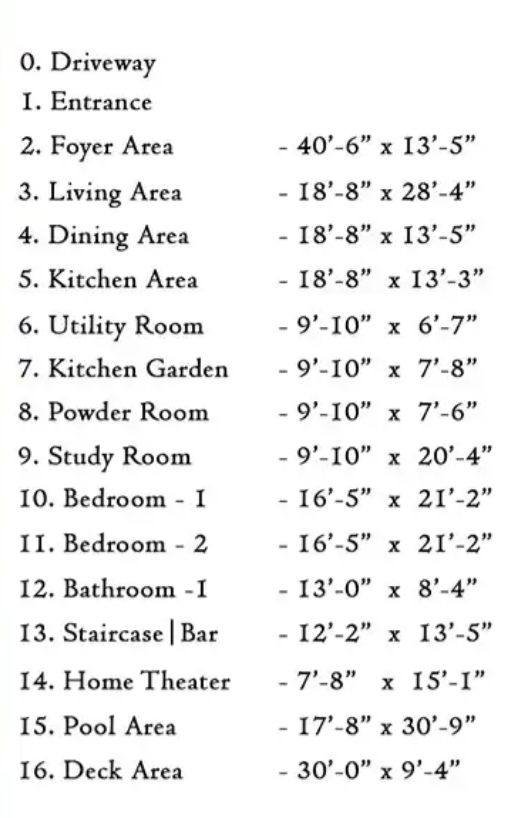 0. Driveway
1. Entrance
2. Foyer Area - 40'-6" x 13'-5"
3. Living Area - 18'-8" x 28'-4"
4. Dining Area - 18'-8" x 13'-5"
5. Kitchen Area - 18'-8" x 13'-3"
6. Utility Room - 9'-10" x 6'-7"
7. Kitchen Garden - 9'-10" x 7'-8"
8. Powder Room - 9'-10" x 7'-6"
9. Study Room - 9'-10" x 20'-4"
10. Bedroom - 1 - 16'-5" x 21'-2"
11. Bedroom - 2 - 16'-5" x 21'-2"
12. Bathroom -1 - 13'-0" x 8'-4"
13. Staircase|Bar - 12'-2" x 13'-5"
14. Home Theater - 7'-8" x 15'-1"
15. Pool Area - 17'-8" x 30'-9"
16. Deck Area - 30'-0" x 9'-4"